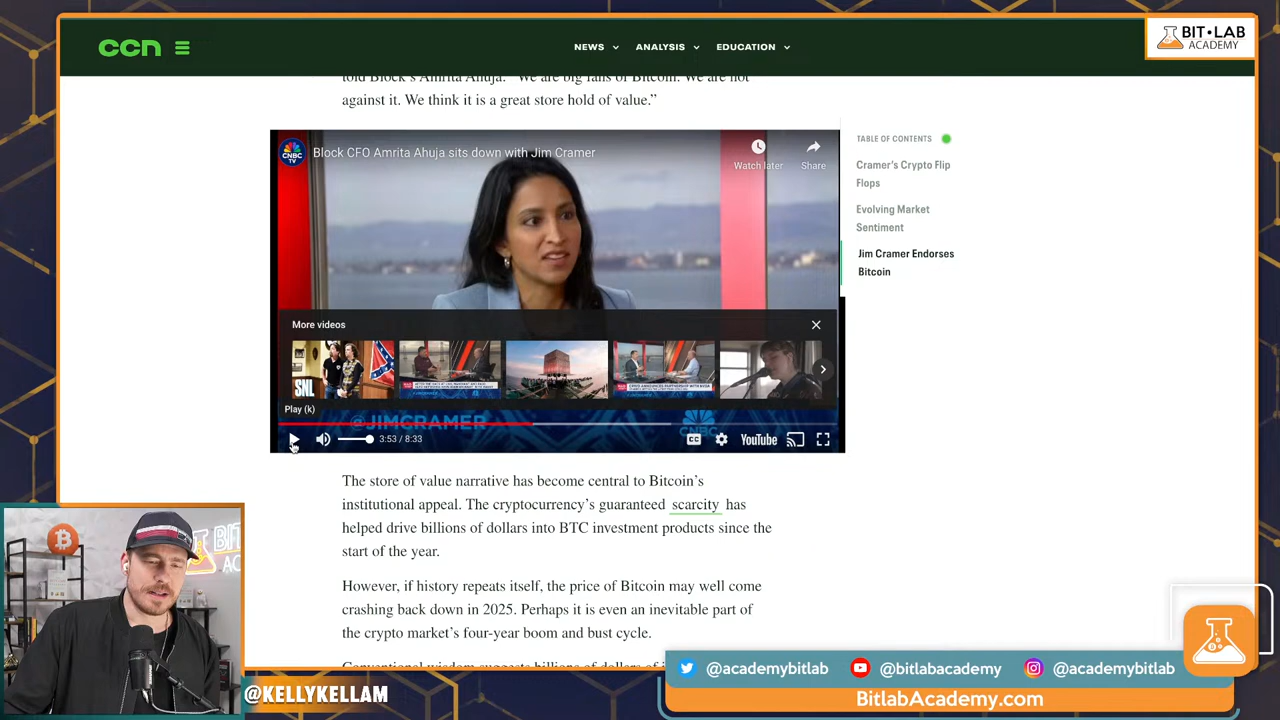 ccn
NEWS
ANALYSIS
EDUCATION
BIT•LAB
ACADEMY
told Block's Amrita Ahuja. "We are big fans of Bitcoin. We are not
against it. We think it is a great store hold of value."
CNBC
TV
Block CFO Amrita Ahuja sits down with Jim Cramer
Watch later
Share
More videos
SNL
Play (k)
@JIMCRAMER
CNBC
3:53 / 8:33
CC
YouTube
TABLE OF CONTENTS
Cramer's Crypto Flip
Flops
Evolving Market
Sentiment
Jim Cramer Endorses
Bitcoin
The store of value narrative has become central to Bitcoin's
institutional appeal. The cryptocurrency's guaranteed scarcity has
helped drive billions of dollars into BTC investment products since the
start of the year.
However, if history repeats itself, the price of Bitcoin may well come
crashing back down in 2025. Perhaps it is even an inevitable part of
the crypto market's four-year boom and bust cycle.
@KELLYKELLAM
@academybitlab
@bitlabacademy
@academybitlab
BitlabAcademy.com